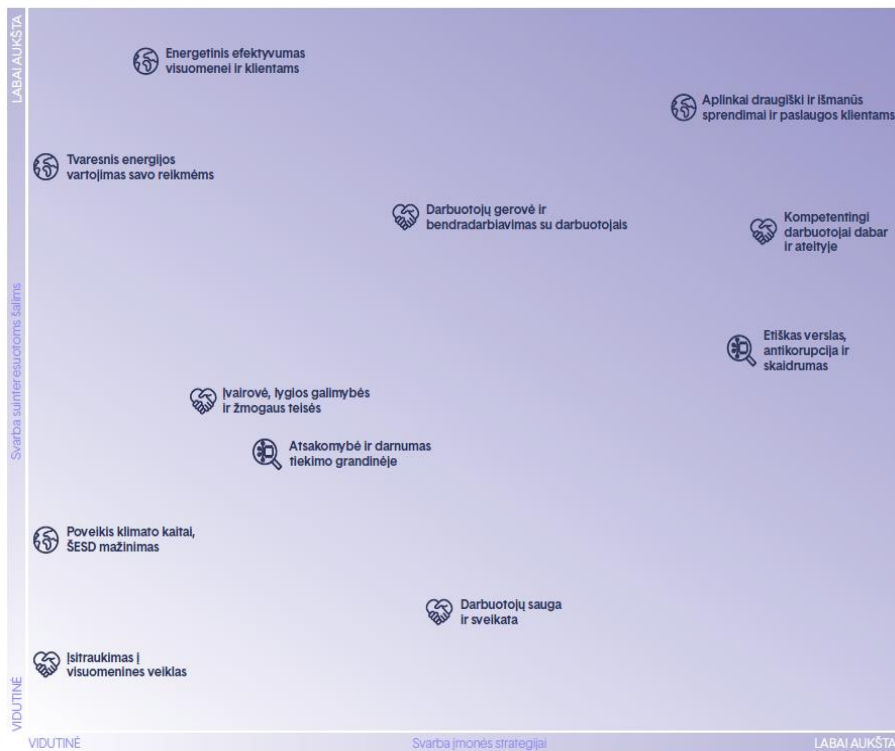 LABAI AUKŠTA
Svarba suinteresuotoms šalims
VIDUTINĖ
Energetinis efektyvumas
visuomenei ir klientams
Aplinkai draugiški ir išmanūs
sprendimai ir paslaugos klientams
Tvaresnis energijos
vartojimas savo reikmėms
Darbuotojų gerovė ir
bendradarbiavimas su darbuotojais
Kompetentingi
darbuotojai dabar
ir ateityje
Etiškas verslas,
antikorupcija ir
skaidrumas
Įvairovė, lygios galimybės
ir žmogaus teisės
Atsakomybė ir darnumas
tiekimo grandinėje
Poveikis klimato kaitai,
ŠESD mažinimas
Darbuotojų sauga
ir sveikata
Įsitraukimas į
visuomenines veiklas
VIDUTINĖ
Svarba įmonės strategijai
LABAI AUKŠTA